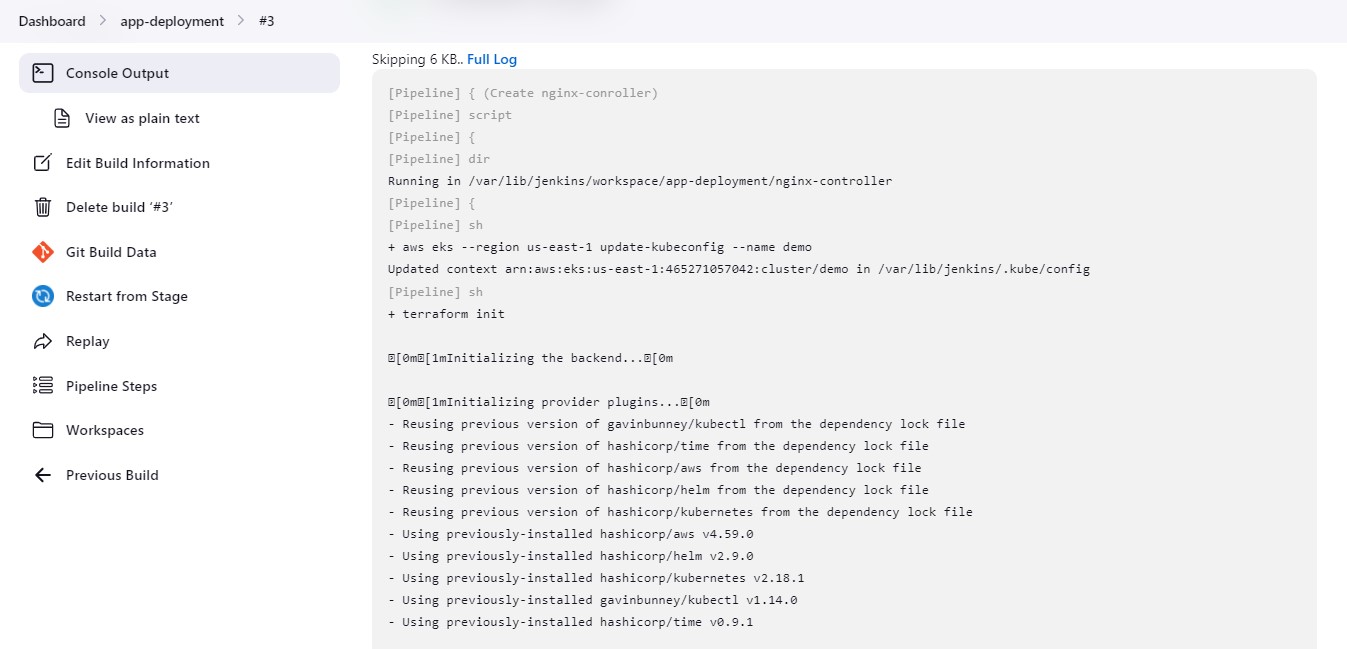 Dashboard > app-deployment > #3
Console Output
View as plain text
Edit Build Information
Delete build ‘#3’
Git Build Data
Restart from Stage
Replay
Pipeline Steps
Workspaces
Previous Build
Skipping 6 KB.. Full Log
[Pipeline] { (Create nginx-conroller)
[Pipeline] script
[Pipeline] {
[Pipeline] dir
Running in /var/lib/jenkins/workspace/app-deployment/nginx-controller
[Pipeline] {
[Pipeline] sh
+ aws eks --region us-east-1 update-kubeconfig --name demo
Updated context arn:aws:eks:us-east-1:465271057042:cluster/demo in /var/lib/jenkins/.kube/config
[Pipeline] sh
+ terraform init
[0m[1mInitializing the backend...[0m
[0m[1mInitializing provider plugins...[0m
- Reusing previous version of gavinbunney/kubectl from the dependency lock file
- Reusing previous version of hashicorp/time from the dependency lock file
- Reusing previous version of hashicorp/aws from the dependency lock file
- Reusing previous version of hashicorp/helm from the dependency lock file
- Reusing previous version of hashicorp/kubernetes from the dependency lock file
- Using previously-installed hashicorp/aws v4.59.0
- Using previously-installed hashicorp/helm v2.9.0
- Using previously-installed hashicorp/kubernetes v2.18.1
- Using previously-installed gavinbunney/kubectl v1.14.0
- Using previously-installed hashicorp/time v0.9.1